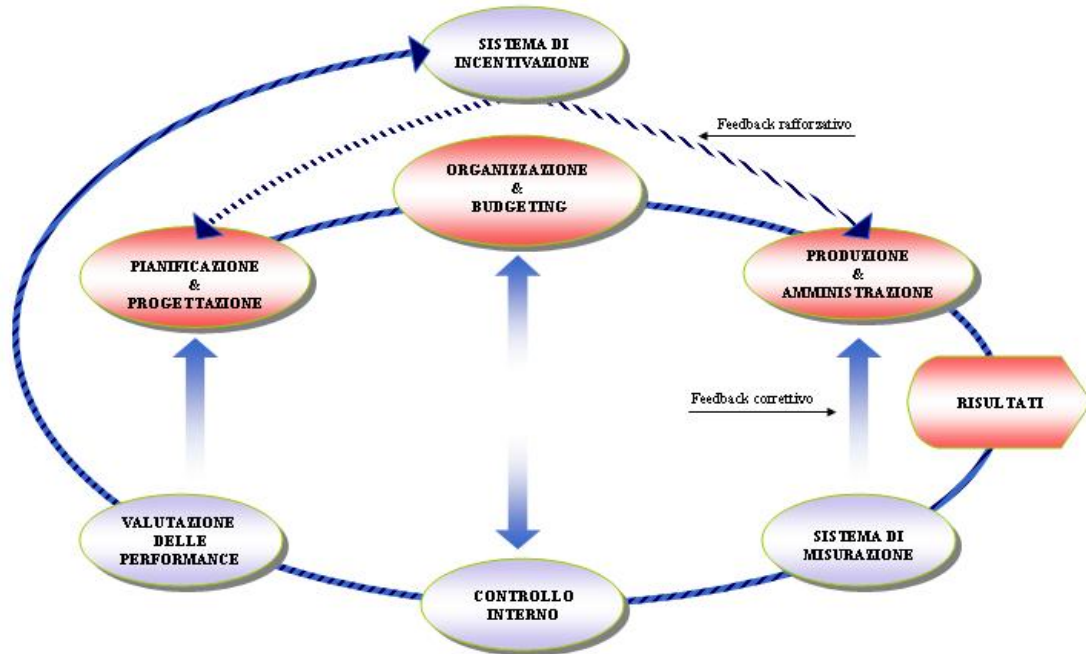 SISTEMA DI
INCENTIVAZIONE
Feedback rafforzativo
ORGANIZZAZIONE
&
BUDGETING
PIANIFICAZIONE
&
PROGETTAZIONE
PRODUZIONE
&
AMMINISTRAZIONE
Feedback correttivo
RISULTATI
VALUTAZIONE
DELLE
PERFORMANCE
SISTEMA DI
MISURAZIONE
CONTROLLO
INTERNO